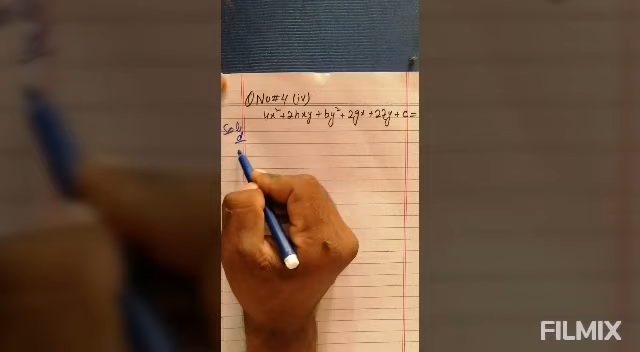 Q No#4 (iv)
ax²+2hxy+by²+2gx+2fy+c=
Sol:
FILMIX